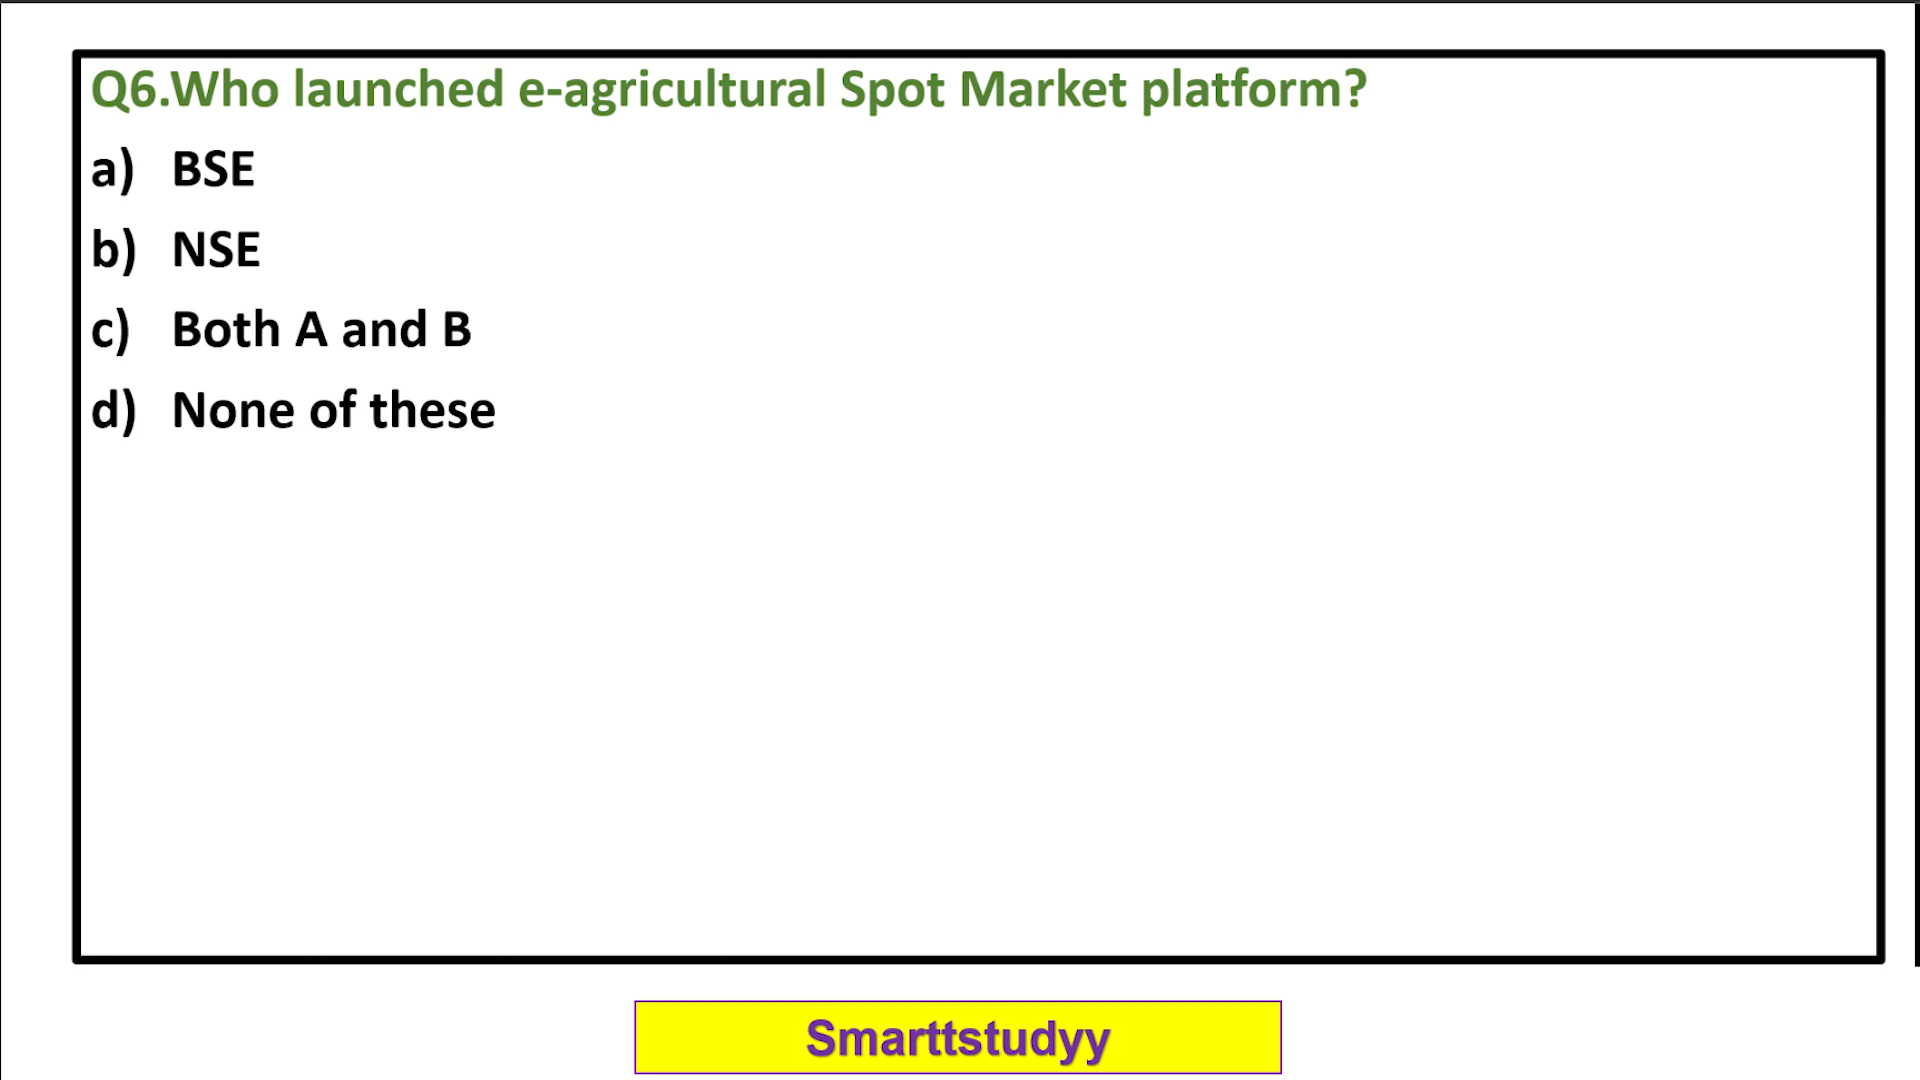 Q6.Who launched e-agricultural Spot Market platform?
a) BSE
b) NSE
c) Both A and B
d) None of these
Smarttstudyy